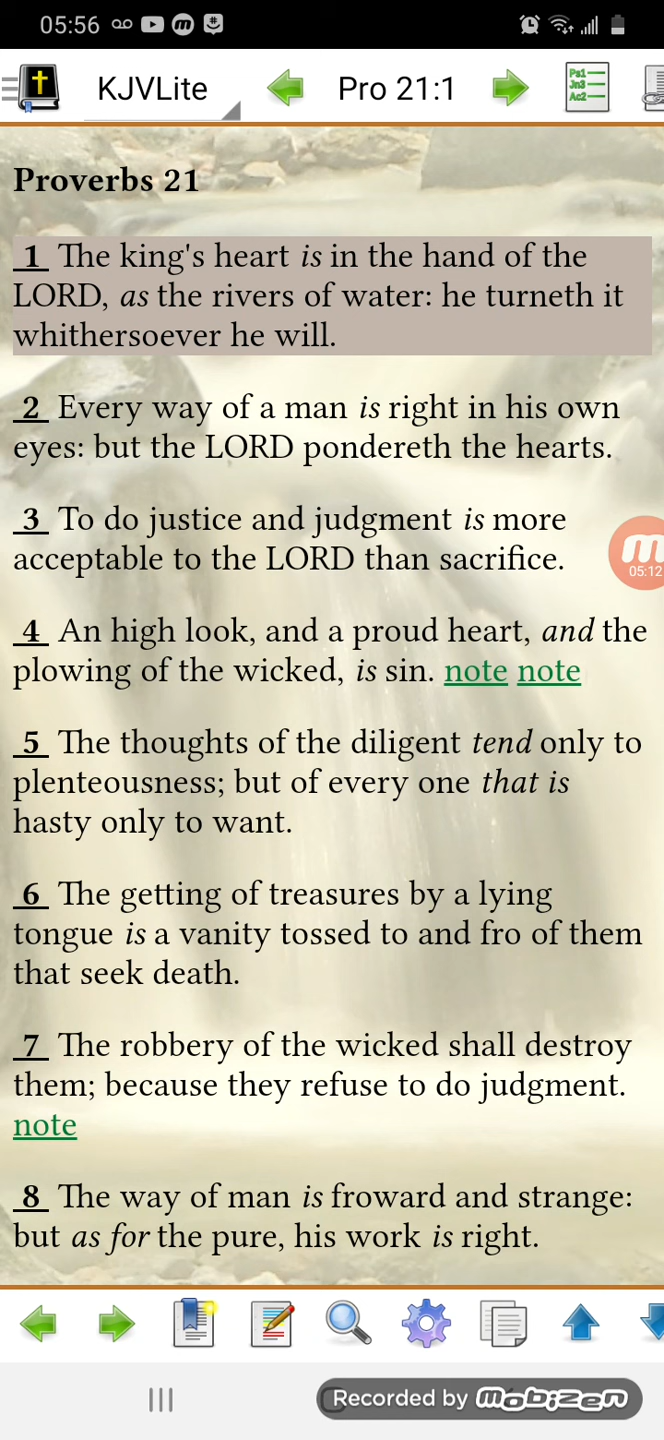 05:56
KJVLite
Pro 21:1
Ps1
Jn3
Ac2
Proverbs 21
1 The king's heart is in the hand of the
LORD, as the rivers of water: he turneth it
whithersoever he will.
2 Every way of a man is right in his own
eyes: but the LORD pondereth the hearts.
3 To do justice and judgment is more
acceptable to the LORD than sacrifice.
m
05:12
4 An high look, and a proud heart, and the
plowing of the wicked, is sin. note note
5 The thoughts of the diligent tend only to
plenteousness; but of every one that is
hasty only to want.
6 The getting of treasures by a lying
tongue is a vanity tossed to and fro of them
that seek death.
7 The robbery of the wicked shall destroy
them; because they refuse to do judgment.
note
8 The way of man is froward and strange:
but as for the pure, his work is right.
Recorded by mobizen